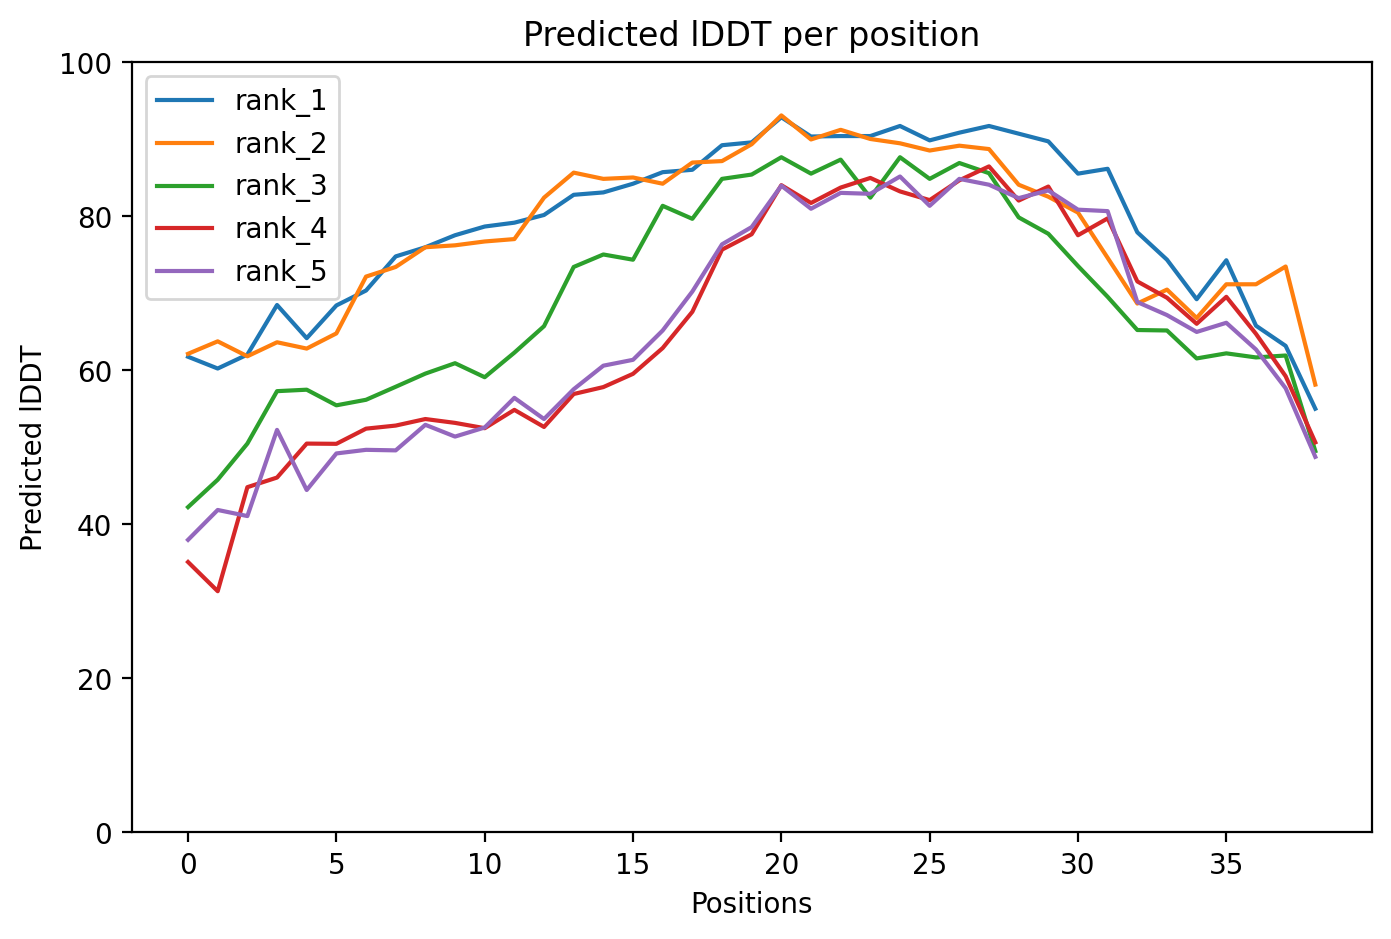 Predicted lDDT per position
100
80
60
40
20
0
Predicted lDDT
rank_1
rank_2
rank_3
rank_4
rank_5
0 5 10 15 20 25 30 35
Positions